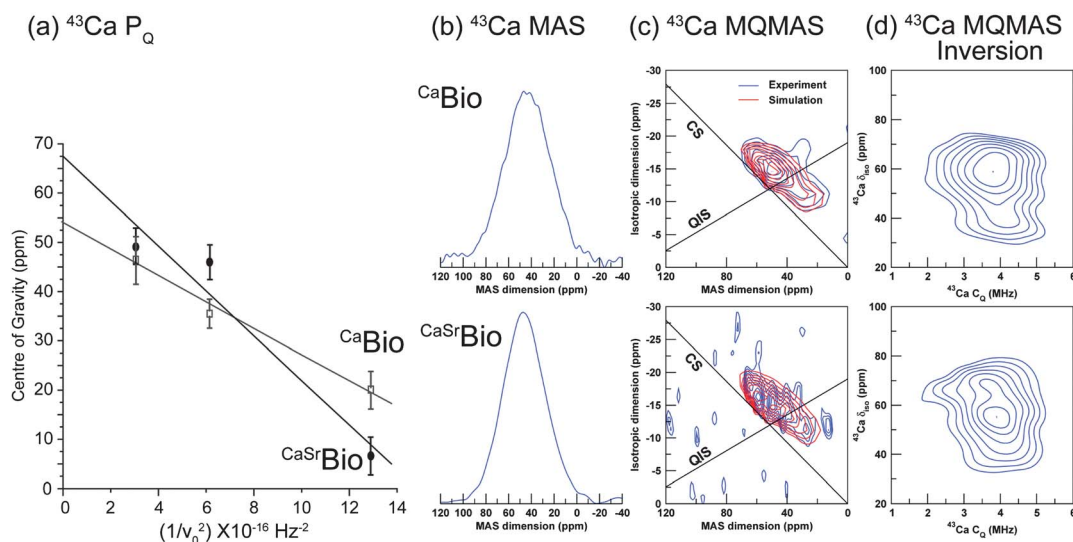 (a) ⁴³Ca P_Q
(b) ⁴³Ca MAS
(c) ⁴³Ca MQMAS
(d) ⁴³Ca MQMAS
Inversion
Centre of Gravity (ppm)
70
60
50
40
30
20
10
0
0 2 4 6 8 10 12 14
(1/ν₀²) X10⁻¹⁶ Hz⁻²
ᶜᵃBio
ᶜᵃˢʳBio
ᶜᵃBio
120 100 80 60 40 20 0 -20 -40
MAS dimension (ppm)
ᶜᵃˢʳBio
120 100 80 60 40 20 0 -20 -40
MAS dimension (ppm)
Isotropic dimension (ppm)
-30
-25
-20
-15
-10
-5
0
Experiment
Simulation
CS
QIS
120 80 40 0
MAS dimension (ppm)
Isotropic dimension (ppm)
-30
-25
-20
-15
-10
-5
0
CS
QIS
120 80 40 0
MAS dimension (ppm)
⁴³Ca δ_iso (ppm)
100
80
60
40
20
1 2 3 4 5 6
⁴³Ca C_Q (MHz)
⁴³Ca δ_iso (ppm)
100
80
60
40
20
1 2 3 4 5 6
⁴³Ca C_Q (MHz)